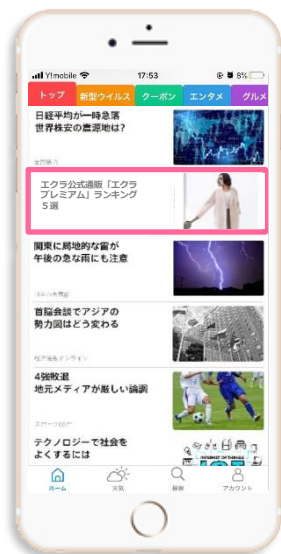 Y!mobile 17:53 8%
トップ 新型ウイルス クーポン エンタメ グルメ
日経平均が一時急落
世界株安の震源地は?
エクラ公式通販「エクラ
プレミアム」ランキング
5選
関東に局地的な雷が
午後の急な雨にも注意
首脳会談でアジアの
勢力図はどう変わる
4強敗退
地元メディアが厳しい論調
テクノロジーで社会を
よくするには
INTERNET OF THINGS
ホーム 天気 検索 アカウント